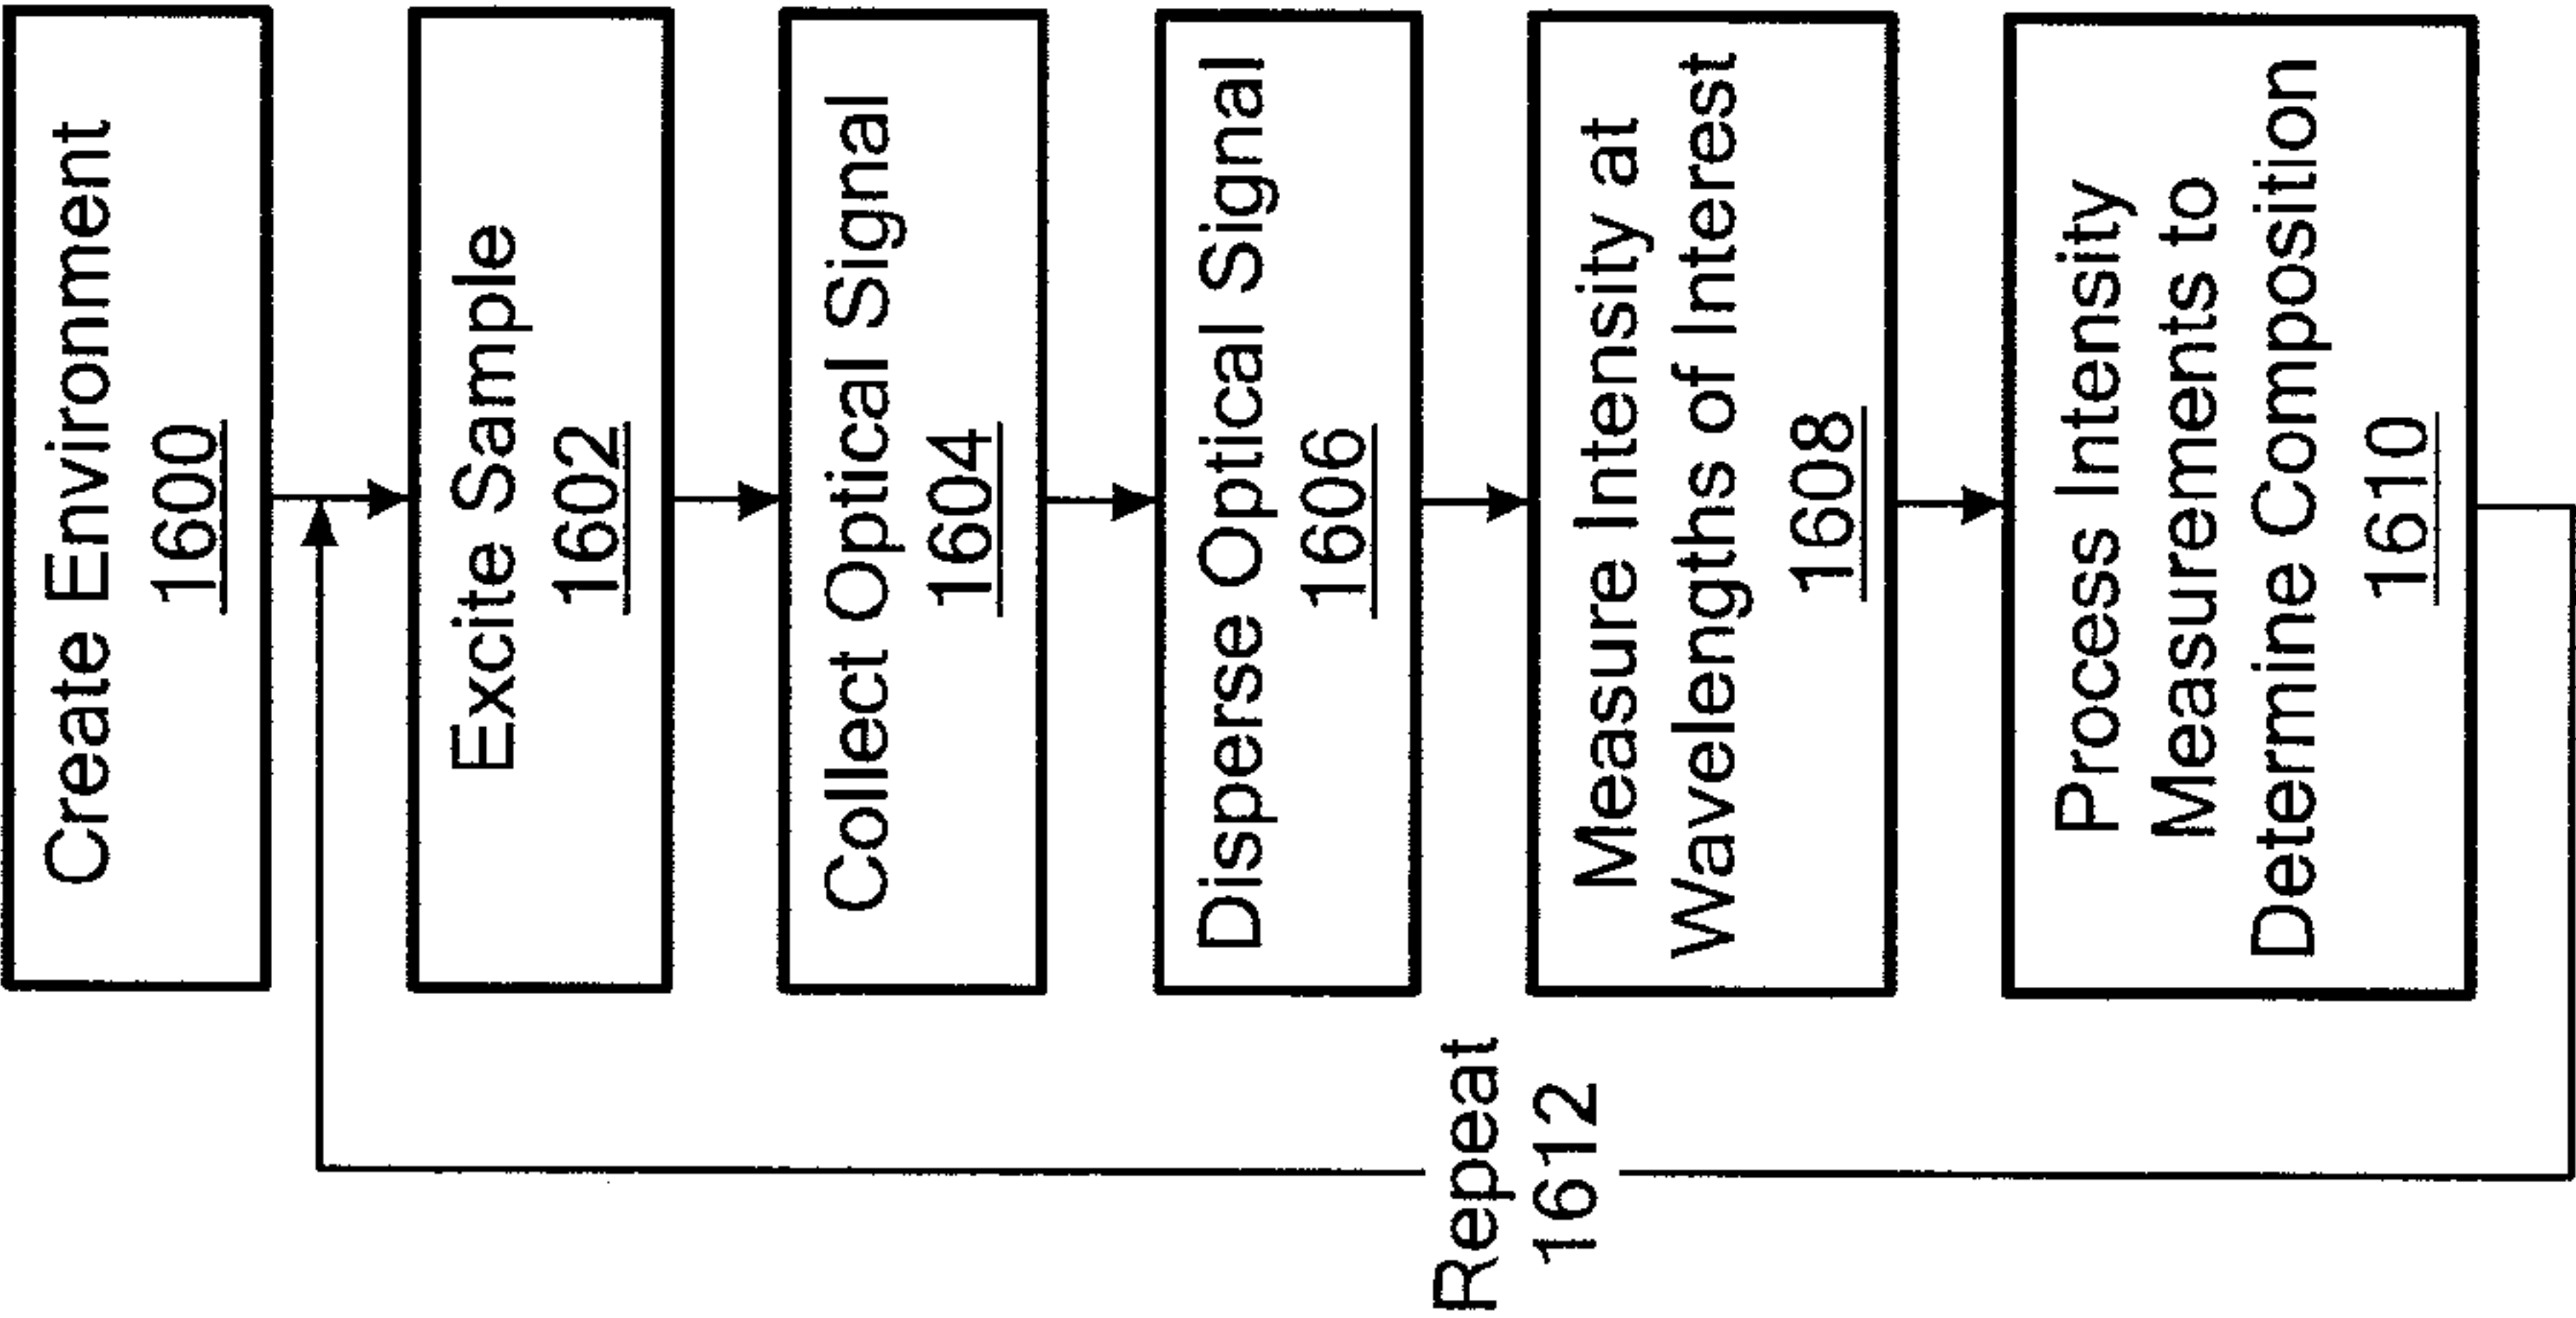 Create Environment
1600
Excite Sample
1602
Collect Optical Signal
1604
Disperse Optical Signal
1606
Measure Intensity at
Wavelengths of Interest
1608
Process Intensity
Measurements to
Determine Composition
1610
Repeat
1612